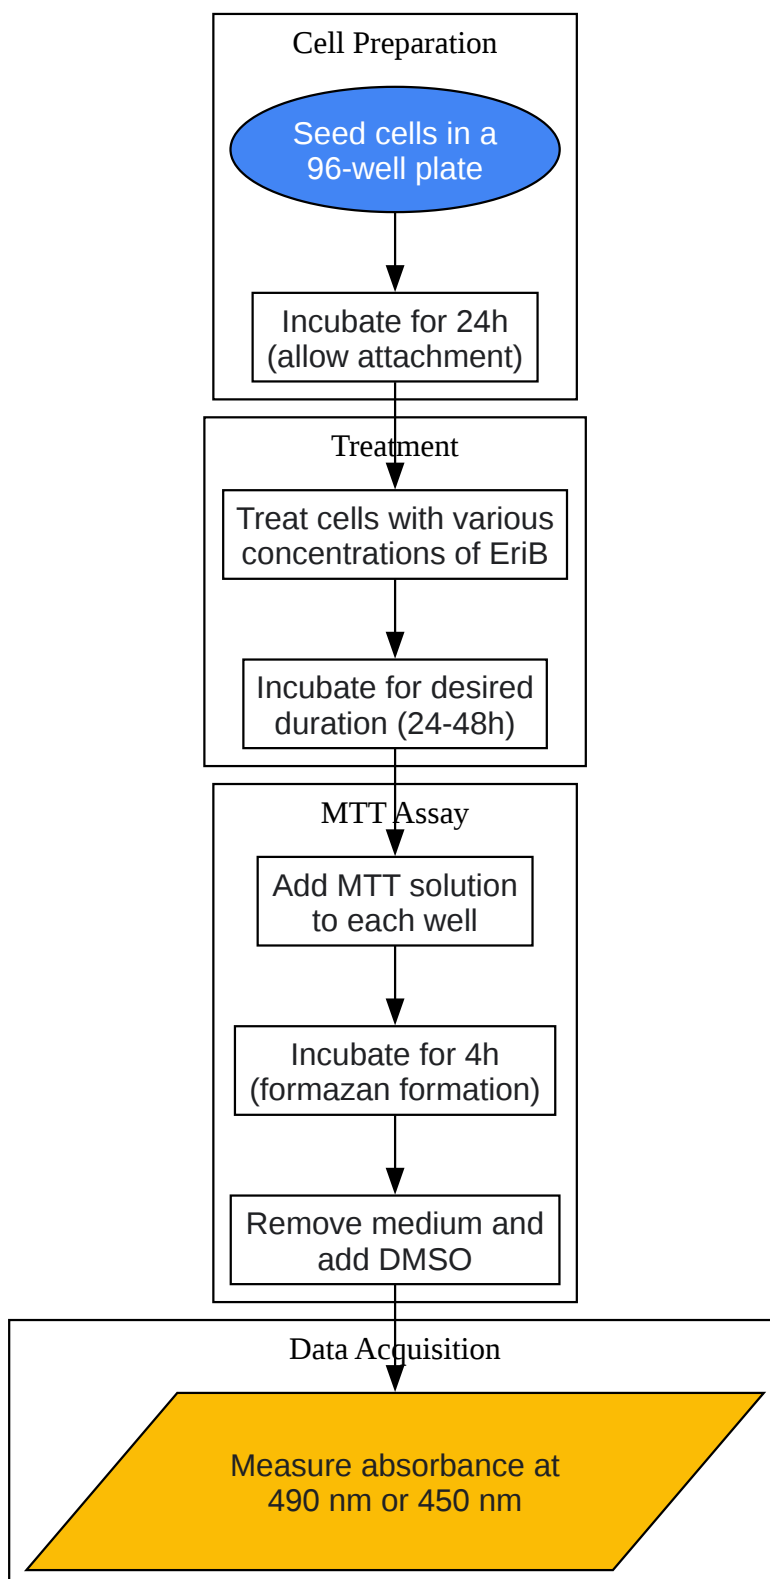 Cell Preparation
Seed cells in a
96-well plate
Incubate for 24h
(allow attachment)
Treatment
Treat cells with various
concentrations of EriB
Incubate for desired
duration (24-48h)
MTT Assay
Add MTT solution
to each well
Incubate for 4h
(formazan formation)
Remove medium and
add DMSO
Data Acquisition
Measure absorbance at
490 nm or 450 nm